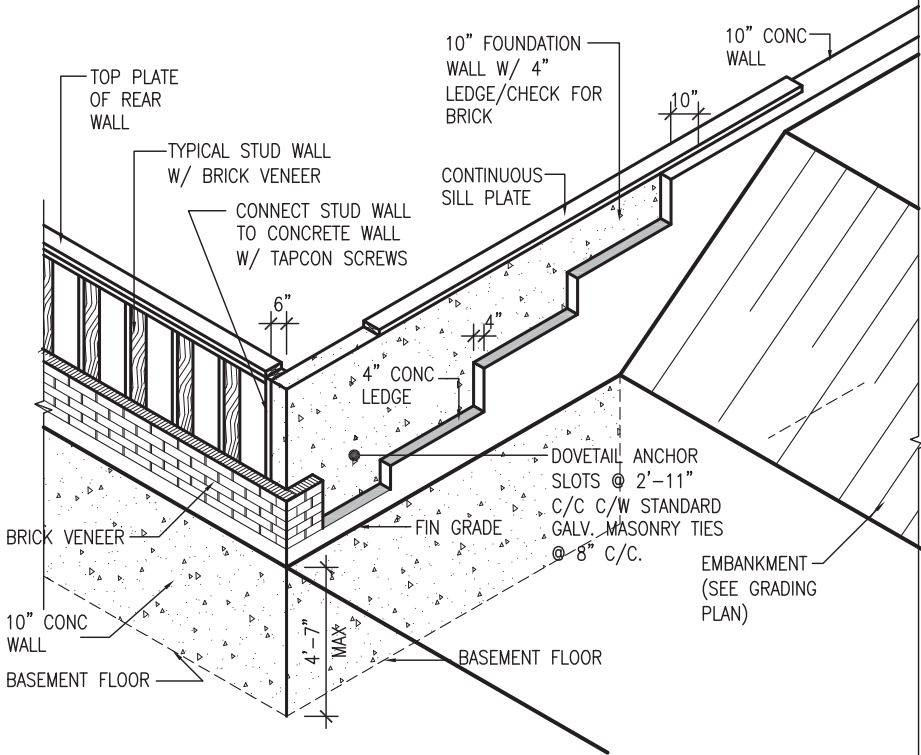 10” FOUNDATION
WALL W/ 4”
LEDGE/CHECK FOR
BRICK
10” CONC
WALL
TOP PLATE
OF REAR
WALL
10”
TYPICAL STUD WALL
W/ BRICK VENEER
CONTINUOUS
SILL PLATE
CONNECT STUD WALL
TO CONCRETE WALL
W/ TAPCON SCREWS
6”
4”
4” CONC
LEDGE
DOVETAIL ANCHOR
SLOTS @ 2’-11”
C/C C/W STANDARD
GALV. MASONRY TIES
@ 8” C/C.
FIN GRADE
BRICK VENEER
EMBANKMENT
(SEE GRADING
PLAN)
10” CONC
WALL
4’-7”
MAX
BASEMENT FLOOR
BASEMENT FLOOR